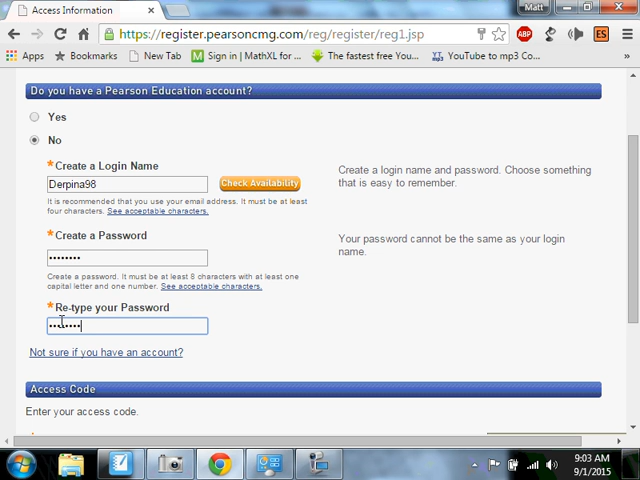 Access Information
Matt
https://register.pearsoncmg.com/reg/register/reg1.jsp
ABP
ES
Apps
Bookmarks
New Tab
Sign in | MathXL for ...
The fastest free You...
YouTube to mp3 Co...
Do you have a Pearson Education account?
Yes
No
*Create a Login Name
Derpina98
Check Availability
Create a login name and password. Choose something
that is easy to remember.
It is recommended that you use your email address. It must be at least
four characters. See acceptable characters.
*Create a Password
Your password cannot be the same as your login
name.
Create a password. It must be at least 8 characters with at least one
capital letter and one number. See acceptable characters.
*Re-type your Password
Not sure if you have an account?
Access Code
Enter your access code.
9:03 AM
9/1/2015